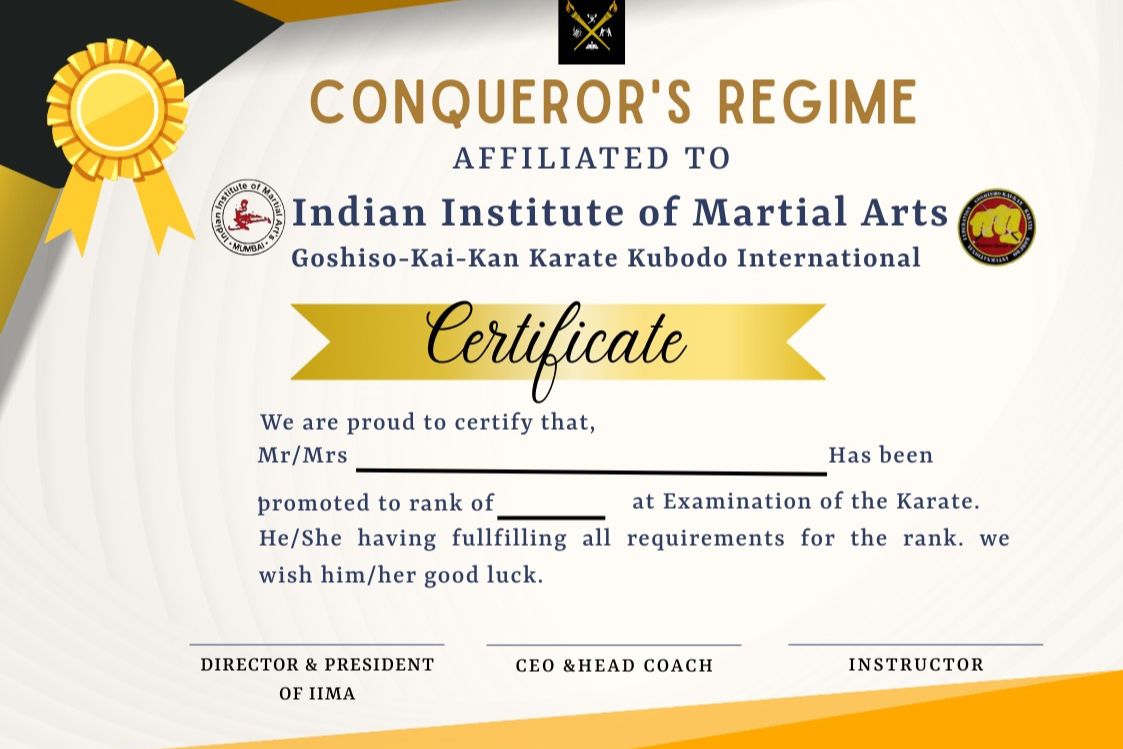 CONQUEROR'S REGIME
AFFILIATED TO
Indian Institute of Martial Art's
MUMBAI
Indian Institute of Martial Arts
Goshiso-Kai-Kan Karate Kubodo International
Certificate
We are proud to certify that,
Mr/Mrs Has been
promoted to rank of at Examination of the Karate.
He/She having fullfilling all requirements for the rank. we
wish him/her good luck.
DIRECTOR & PRESIDENT
OF IIMA
CEO &HEAD COACH
INSTRUCTOR